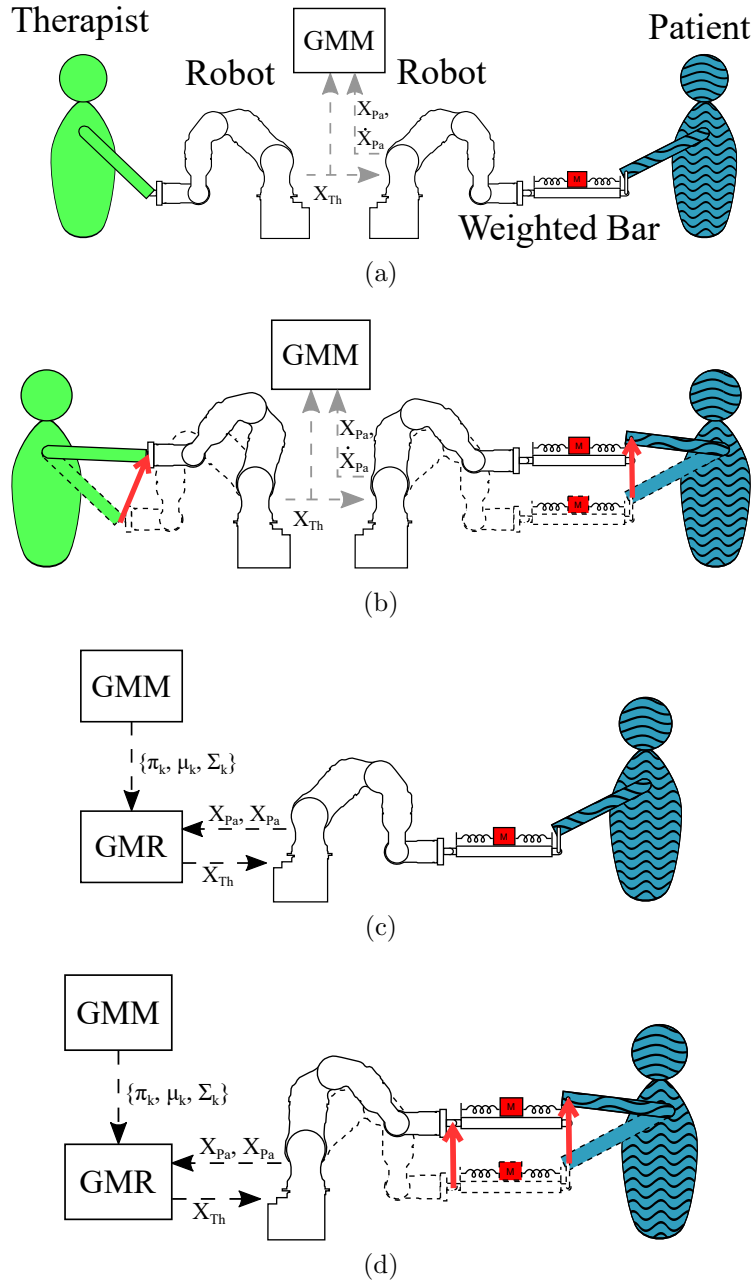 Therapist
GMM
Patient
Robot
Robot
X_Pa,
Ẋ_Pa
X_Th
M
Weighted Bar
(a)
GMM
X_Pa,
Ẋ_Pa
X_Th
M
M
(b)
GMM
{π_k, μ_k, Σ_k}
GMR
X_Pa, X_Pa
X_Th
M
(c)
GMM
{π_k, μ_k, Σ_k}
GMR
X_Pa, X_Pa
X_Th
M
M
(d)